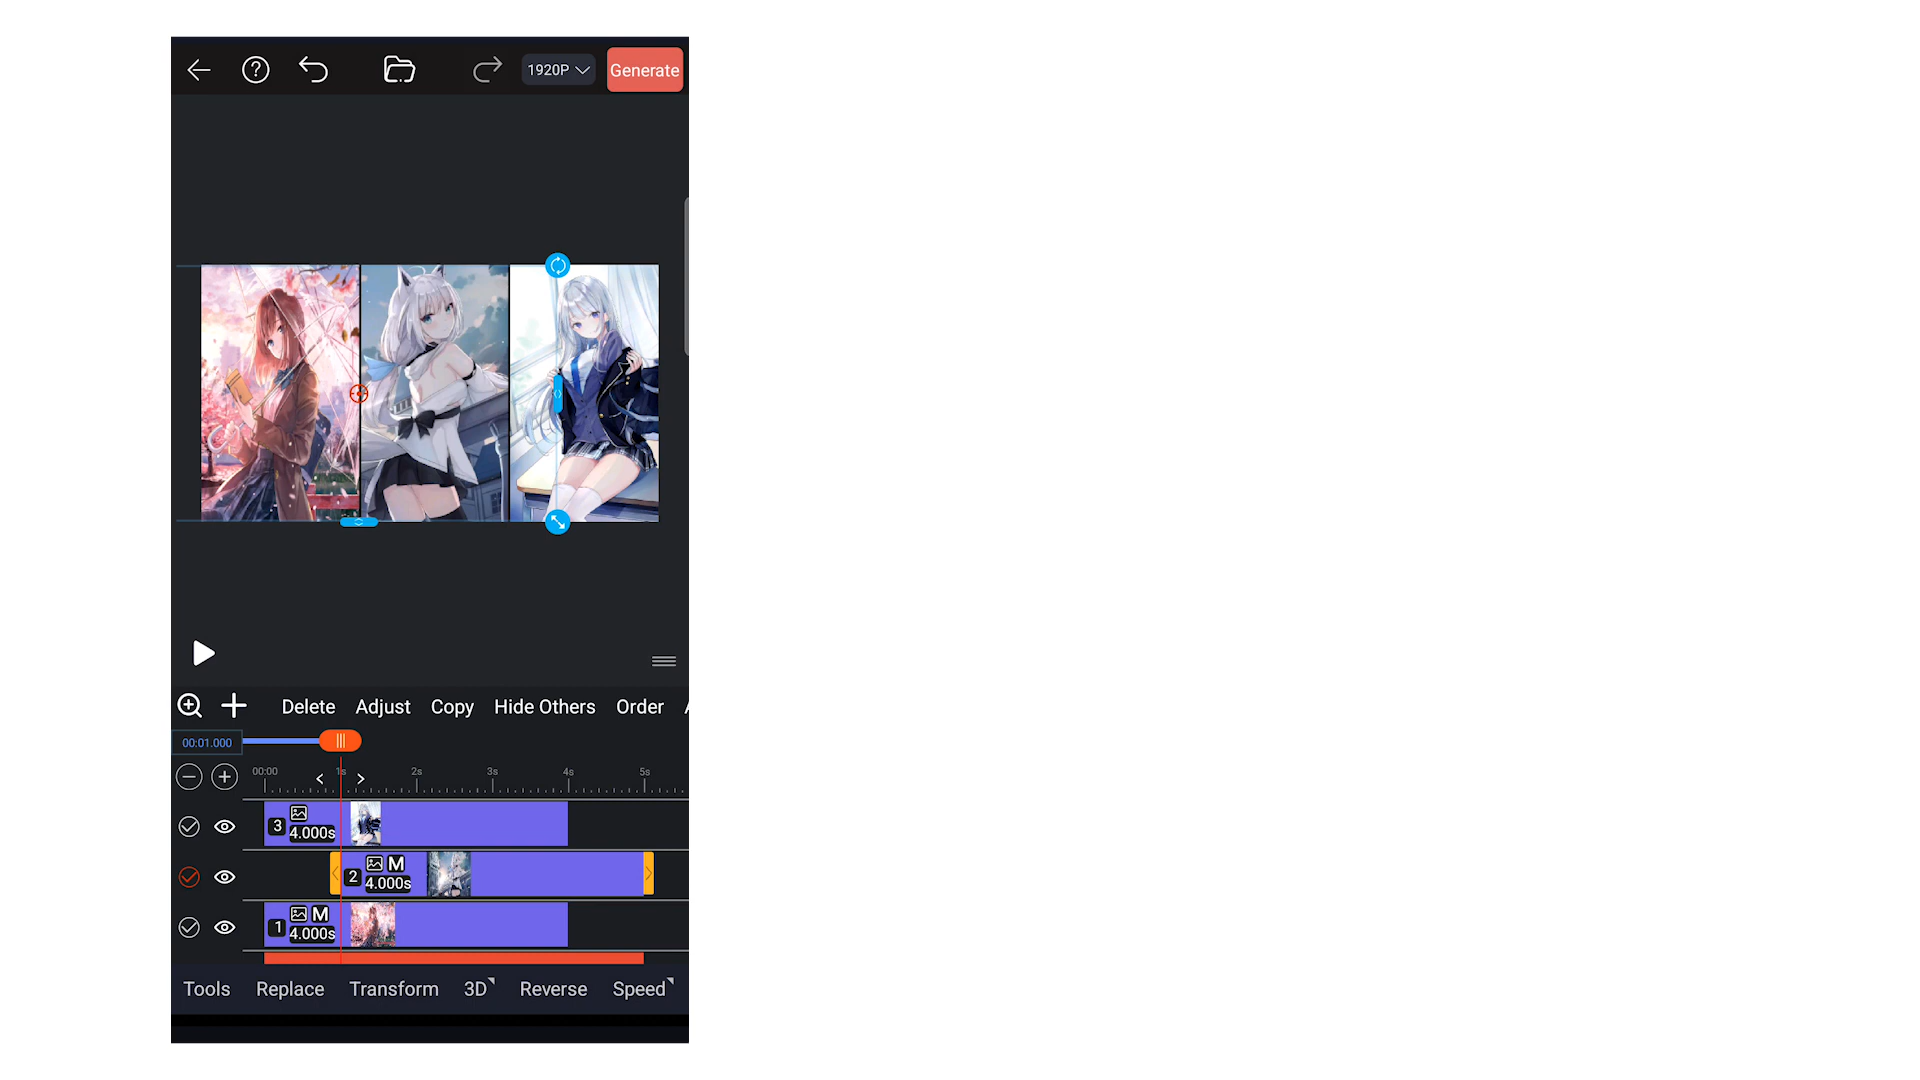 1920P Generate
Delete Adjust Copy Hide Others Order
00:01.000
00:00 1s 2s 3s 4s 5s
3 4.000s
2 M 4.000s
1 M 4.000s
Tools Replace Transform 3D Reverse Speed